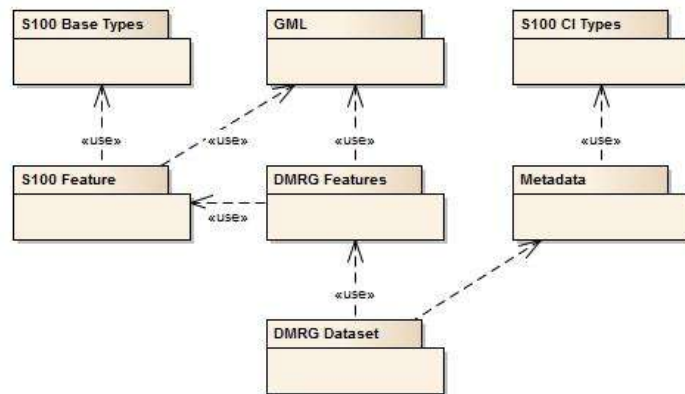 S100 Base Types
GML
S100 CI Types
«use»
«use»
«use»
«use»
S100 Feature
DMRG Features
Metadata
«use»
«use»
DMRG Dataset